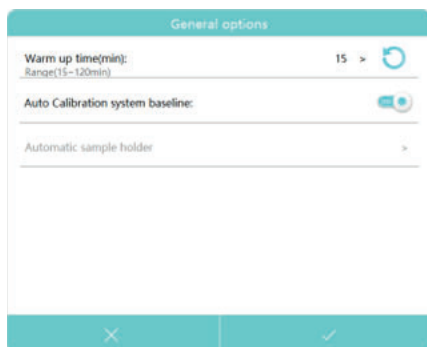 General options
Warm up time(min): 15 >
Range(15~120min)
Auto Calibration system baseline:
Automatic sample holder >